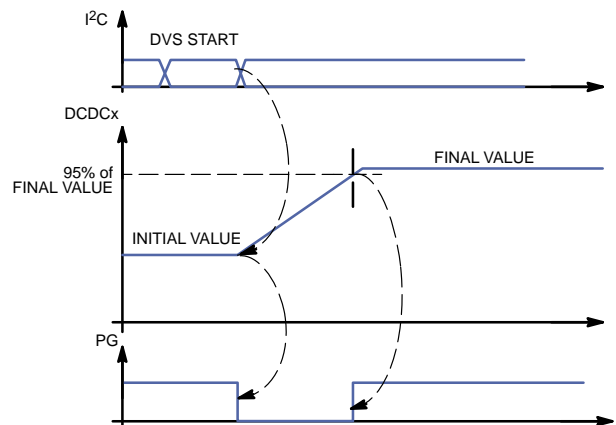 I²C
DVS START
DCDCx
95% of
FINAL VALUE
FINAL VALUE
INITIAL VALUE
PG